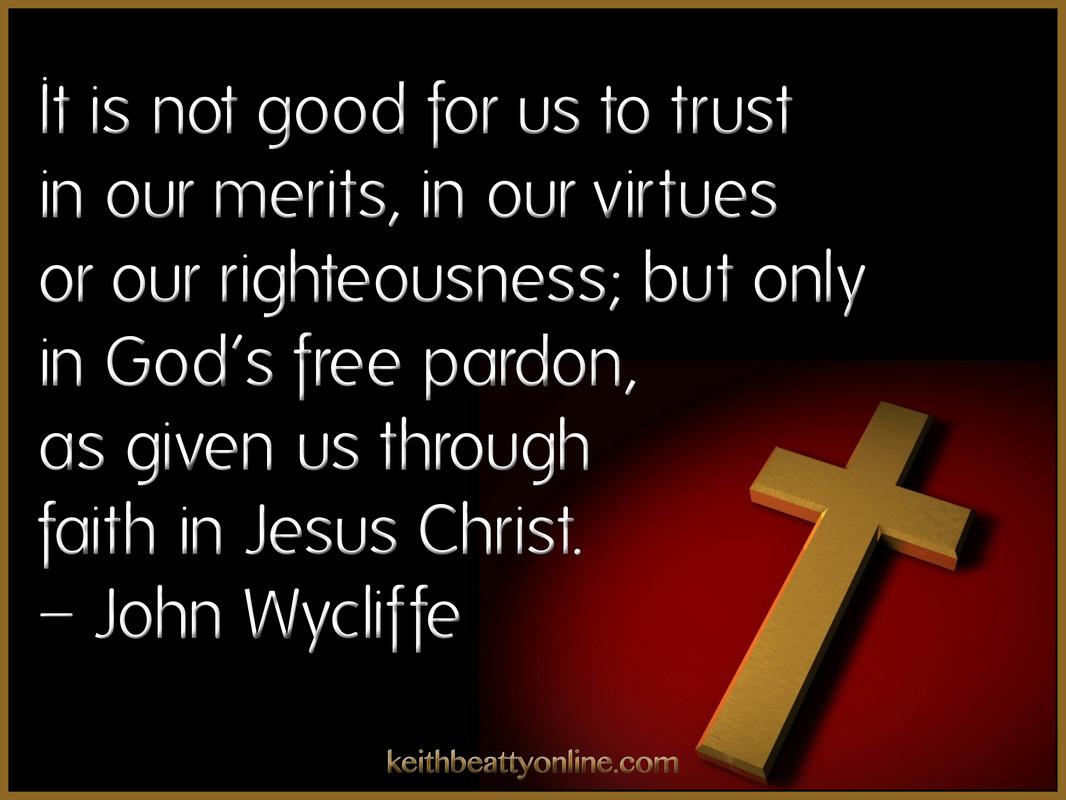 It is not good for us to trust
in our merits, in our virtues
or our righteousness; but only
in God's free pardon,
as given us through
faith in Jesus Christ.
– John Wycliffe
keithbeattyonline.com